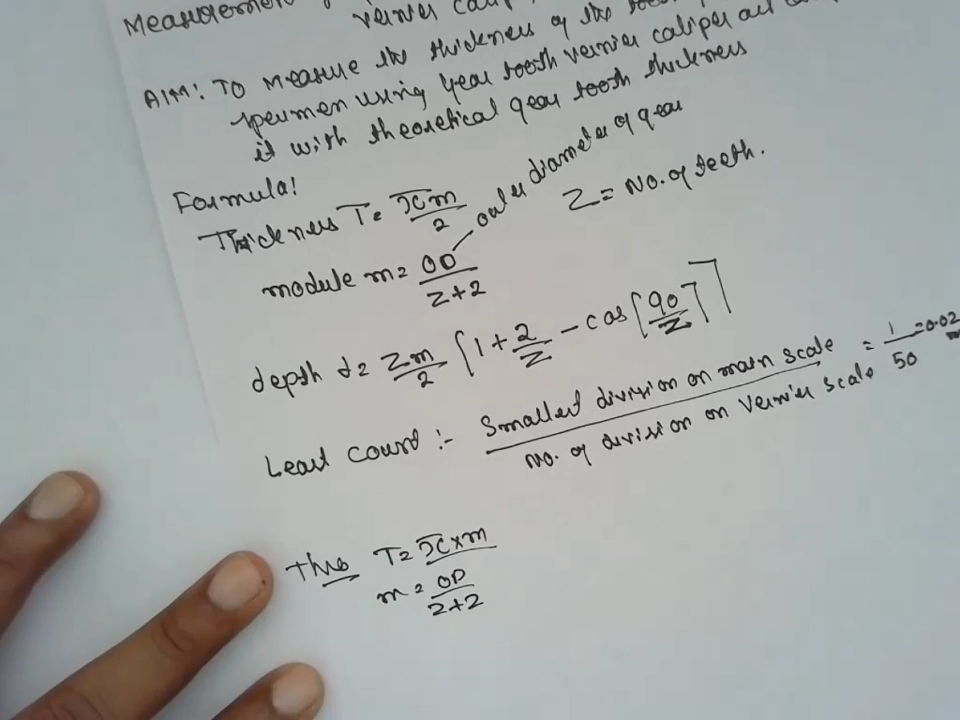 Measurement
vernier
AIM: TO Measure the thickness of the
specimen using gear tooth vernier caliper
it with theoretical gear tooth thickness
Formula:
Thickness T = πm/2
outer diameter of gear
Z = No. of teeth.
module m = OD/Z+2
depth d = Zm/2 [1 + 2/Z - cos[90/Z]]
Least count :- Smallest division on main scale / No. of division on Vernier scale = 1/50 = 0.02
theo T = π×m
m = OD/Z+2